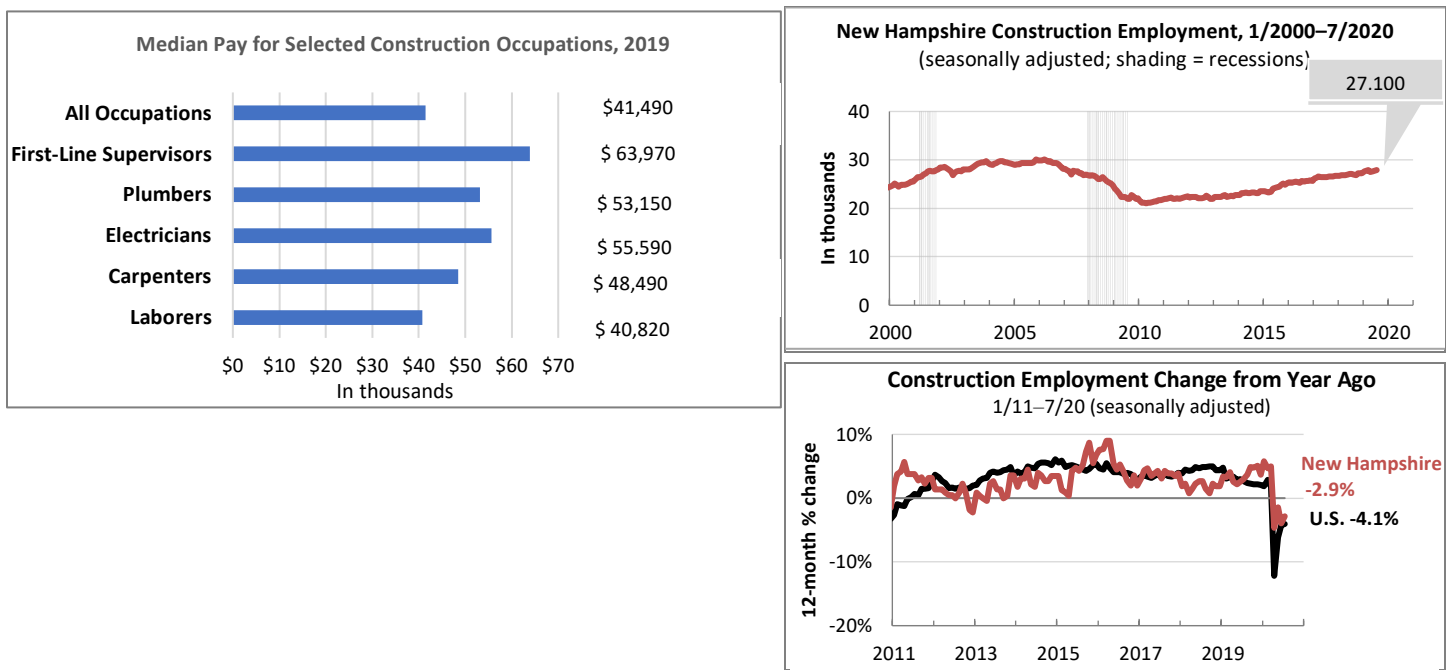 Median Pay for Selected Construction Occupations, 2019
All Occupations
$41,490
First-Line Supervisors
$ 63,970
Plumbers
$ 53,150
Electricians
$ 55,590
Carpenters
$ 48,490
Laborers
$ 40,820
$0 $10 $20 $30 $40 $50 $60 $70
In thousands
New Hampshire Construction Employment, 1/2000–7/2020
(seasonally adjusted; shading = recessions)
27.100
In thousands
40
30
20
10
0
2000 2005 2010 2015 2020
Construction Employment Change from Year Ago
1/11–7/20 (seasonally adjusted)
12-month % change
10%
0%
-10%
-20%
New Hampshire
-2.9%
U.S. -4.1%
2011 2013 2015 2017 2019